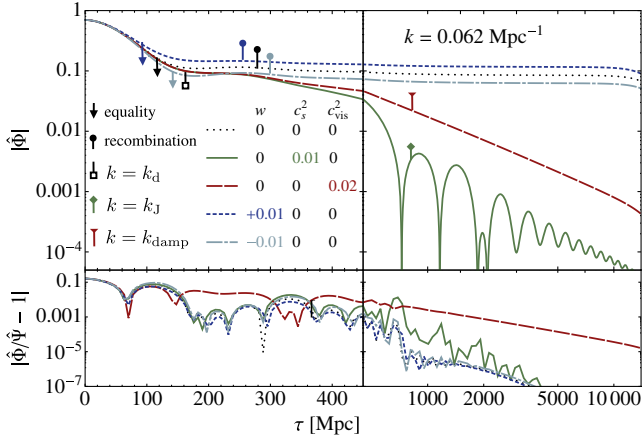 k = 0.062 Mpc⁻¹
|Φ̂|
1
0.1
0.01
0.001
10⁻⁴
equality
recombination
k = k_d
k = k_J
k = k_damp
w c_s² c_vis²
0 0 0
0 0.01 0
0 0 0.02
+0.01 0 0
−0.01 0 0
|Φ̂/Ψ̂ − 1|
0.1
0.001
10⁻⁵
10⁻⁷
0 100 200 300 400 1000 2000 5000 10 000
τ [Mpc]